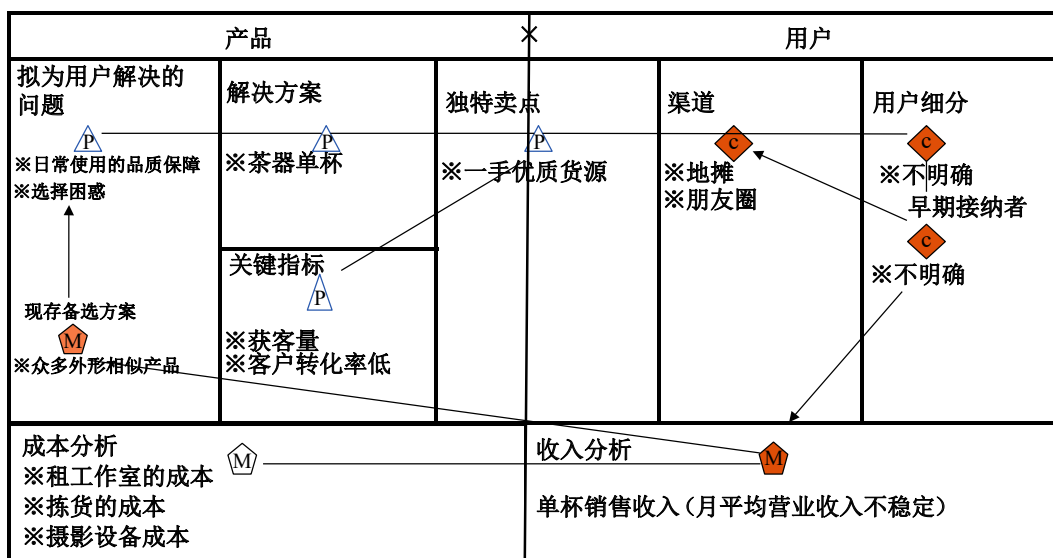 产品
×
用户
拟为用户解决的
问题
P
※日常使用的品质保障
※选择困惑
现存备选方案
M
※众多外形相似产品
解决方案
P
※茶器单杯
关键指标
P
※获客量
※客户转化率低
独特卖点
P
※一手优质货源
渠道
c
※地摊
※朋友圈
用户细分
c
※不明确
早期接纳者
c
※不明确
成本分析
M
※租工作室的成本
※拣货的成本
※摄影设备成本
收入分析
M
单杯销售收入(月平均营业收入不稳定)